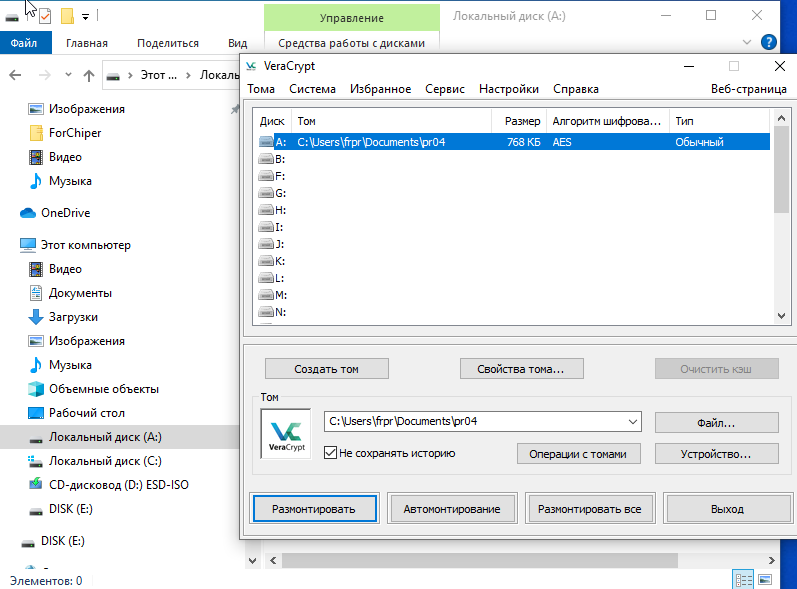 Управление
Локальный диск (A:)
Файл
Главная
Поделиться
Вид
Средства работы с дисками
Этот ...
Локаль
VeraCrypt
Тома Система Избранное Сервис Настройки Справка Веб-страница
Диск Том Размер Алгоритм шифрова... Тип
A: C:\Users\frpr\Documents\pr04 768 КБ AES Обычный
B:
F:
G:
H:
I:
J:
K:
L:
M:
N:
Изображения
ForChiper
Видео
Музыка
OneDrive
Этот компьютер
Видео
Документы
Загрузки
Изображения
Музыка
Объемные объекты
Рабочий стол
Локальный диск (A:)
Локальный диск (C:)
CD-дисковод (D:) ESD-ISO
DISK (E:)
DISK (E:)
Создать том
Свойства тома...
Очистить кэш
Том
VeraCrypt
C:\Users\frpr\Documents\pr04
Файл...
Не сохранять историю
Операции с томами
Устройство...
Размонтировать
Автомонтирование
Размонтировать все
Выход
Элементов: 0